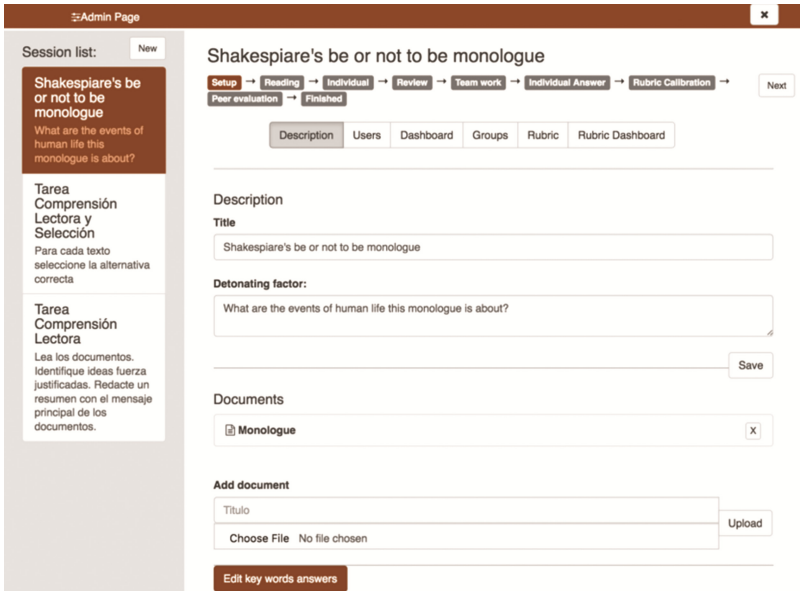 Admin Page
×
Session list:
New
Shakespiare's be
or not to be
monologue
What are the events of
human life this
monologue is about?
Tarea
Comprensión
Lectora y
Selección
Para cada texto
seleccione la alternativa
correcta
Tarea
Comprensión
Lectora
Lea los documentos.
Identifique ideas fuerza
justificadas. Redacte un
resumen con el mensaje
principal de los
documentos.
Shakespiare's be or not to be monologue
Setup → Reading → Individual → Review → Team work → Individual Answer → Rubric Calibration →
Peer evaluation → Finished
Next
Description Users Dashboard Groups Rubric Rubric Dashboard
Description
Title
Shakespiare's be or not to be monologue
Detonating factor:
What are the events of human life this monologue is about?
Save
Documents
Monologue
X
Add document
Titulo
Choose File No file chosen
Upload
Edit key words answers